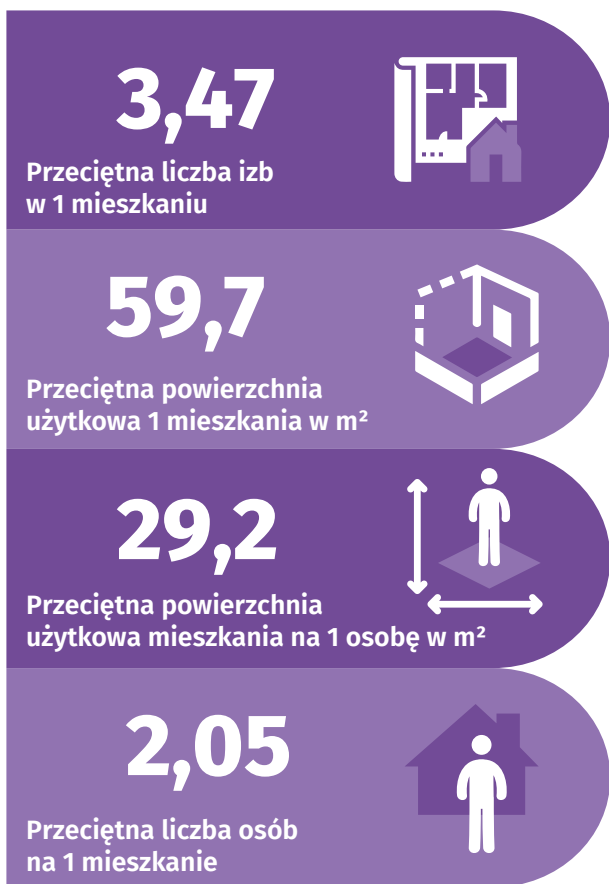 3,47
Przeciętna liczba izb
w 1 mieszkaniu
59,7
Przeciętna powierzchnia
użytkowa 1 mieszkania w m²
29,2
Przeciętna powierzchnia
użytkowa mieszkania na 1 osobę w m²
2,05
Przeciętna liczba osób
na 1 mieszkanie